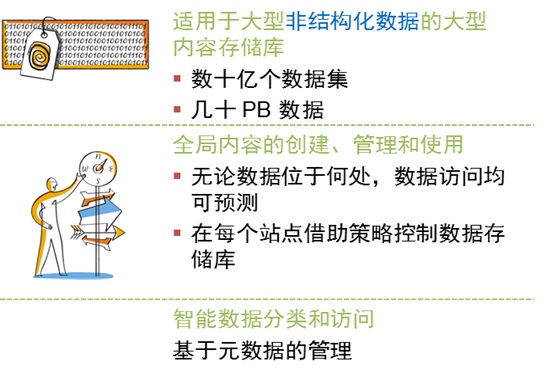 适用于大型非结构化数据的大型
内容存储库
▪ 数十亿个数据集
▪ 几十 PB 数据
全局内容的创建、管理和使用
▪ 无论数据位于何处，数据访问均
可预测
▪ 在每个站点借助策略控制数据存
储库
智能数据分类和访问
基于元数据的管理